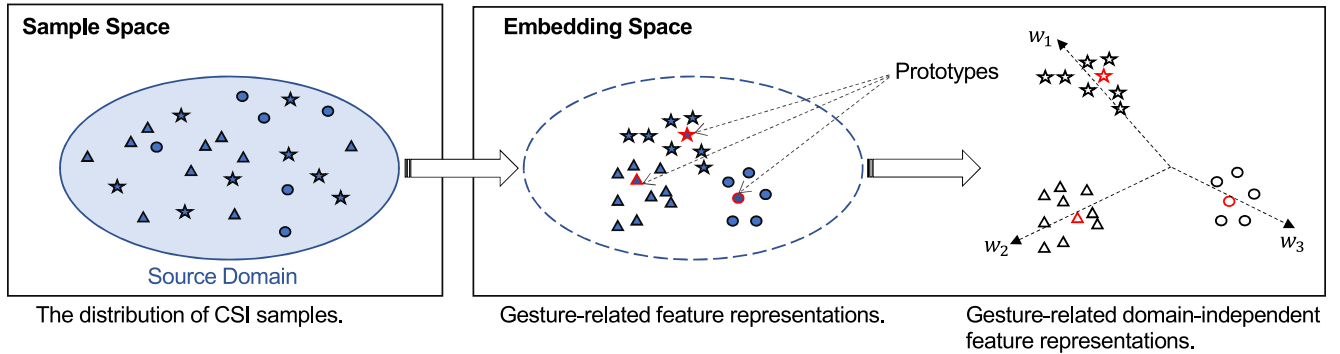 Sample Space
Source Domain
The distribution of CSI samples.
Embedding Space
Prototypes
Gesture-related feature representations.
w₁
w₂
w₃
Gesture-related domain-independent
feature representations.